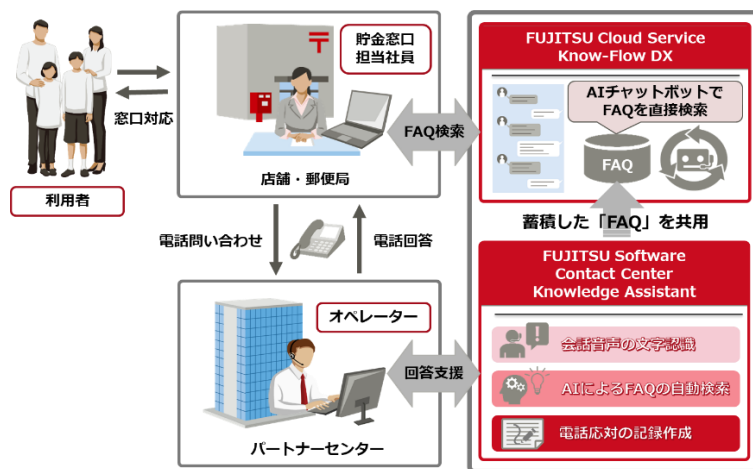 貯金窓口
担当社員
窓口対応
利用者
店舗・郵便局
FAQ検索
FUJITSU Cloud Service
Know-Flow DX
AIチャットボットで
FAQを直接検索
FAQ
蓄積した「FAQ」を共用
電話問い合わせ
電話回答
オペレーター
パートナーセンター
回答支援
FUJITSU Software
Contact Center
Knowledge Assistant
会話音声の文字認識
AIによるFAQの自動検索
電話応対の記録作成